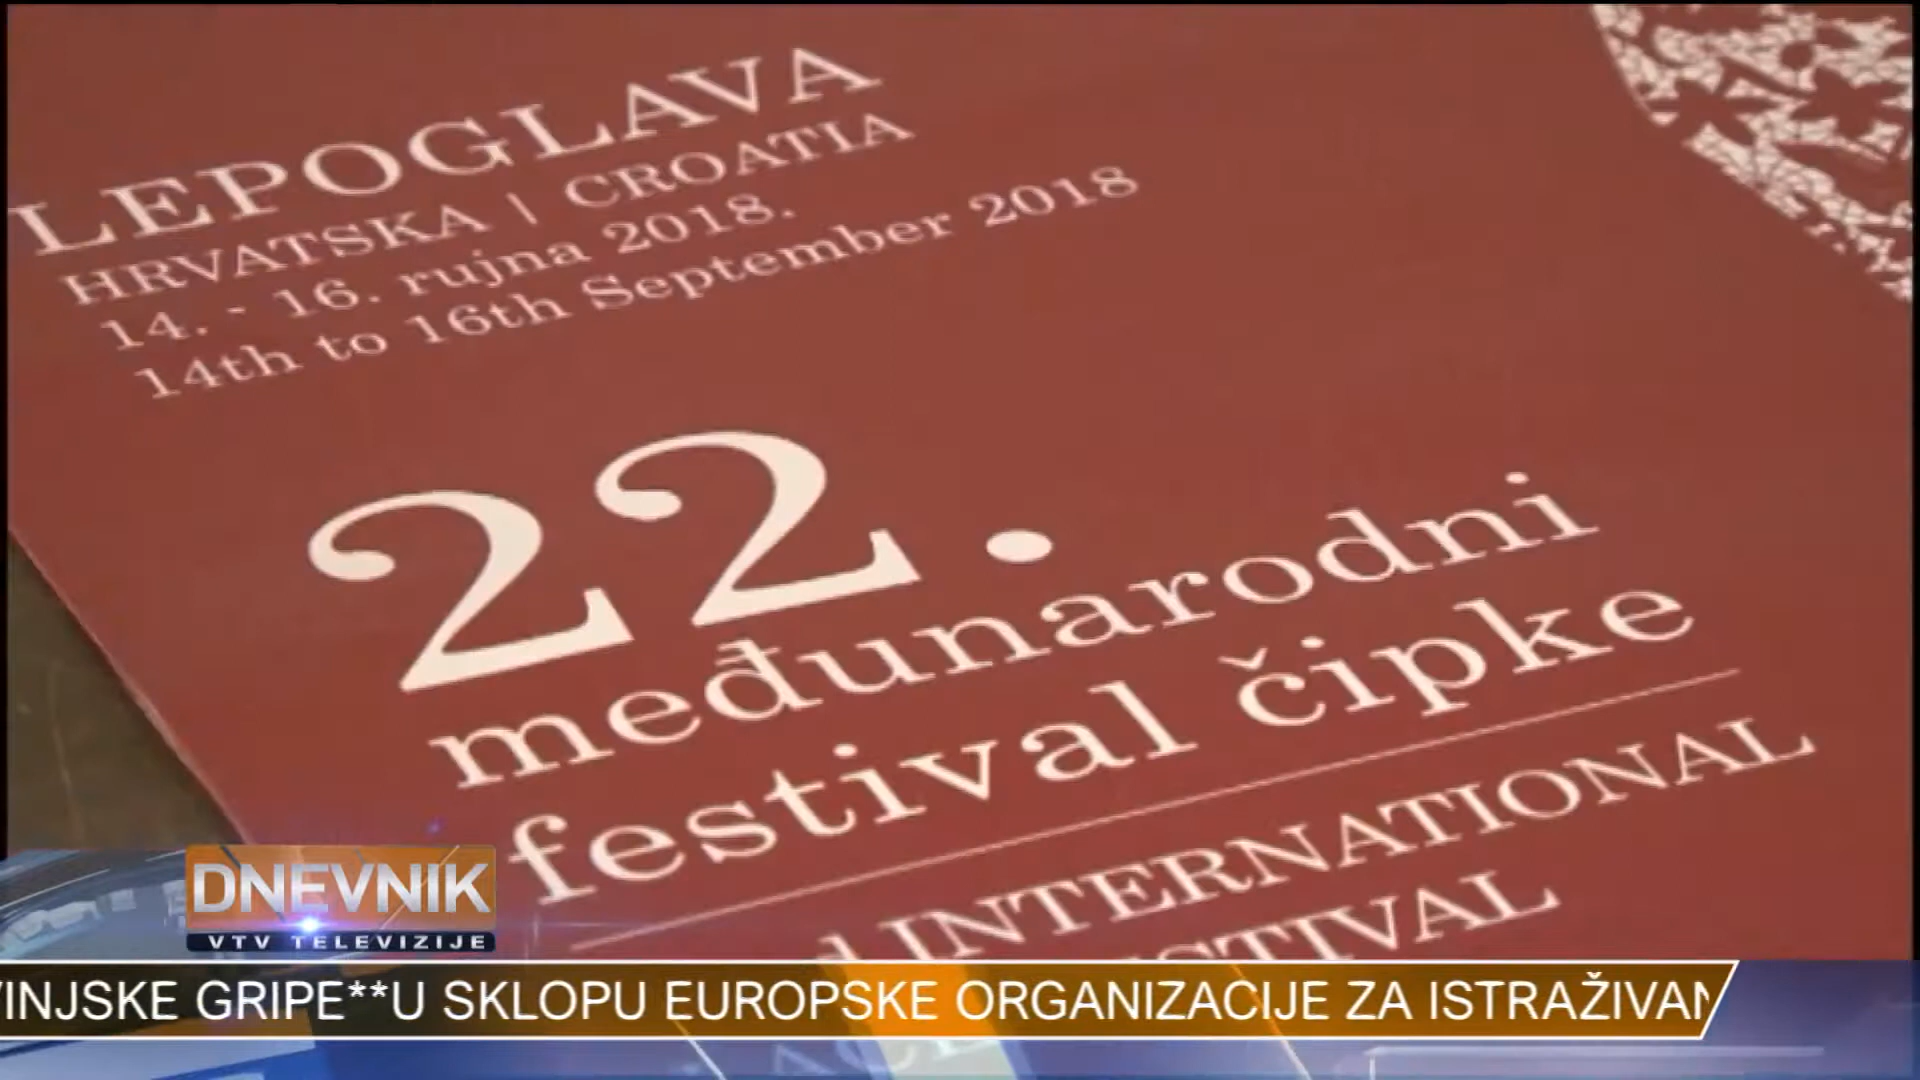 LEPOGLAVA
HRVATSKA | CROATIA
14. - 16. rujna 2018.
14th to 16th September 2018
22.
međunarodni
festival čipke
INTERNATIONAL
DNEVNIK
VTV TELEVIZIJE
GRIPE**U SKLOPU EUROPSKE ORGANIZACIJE ZA